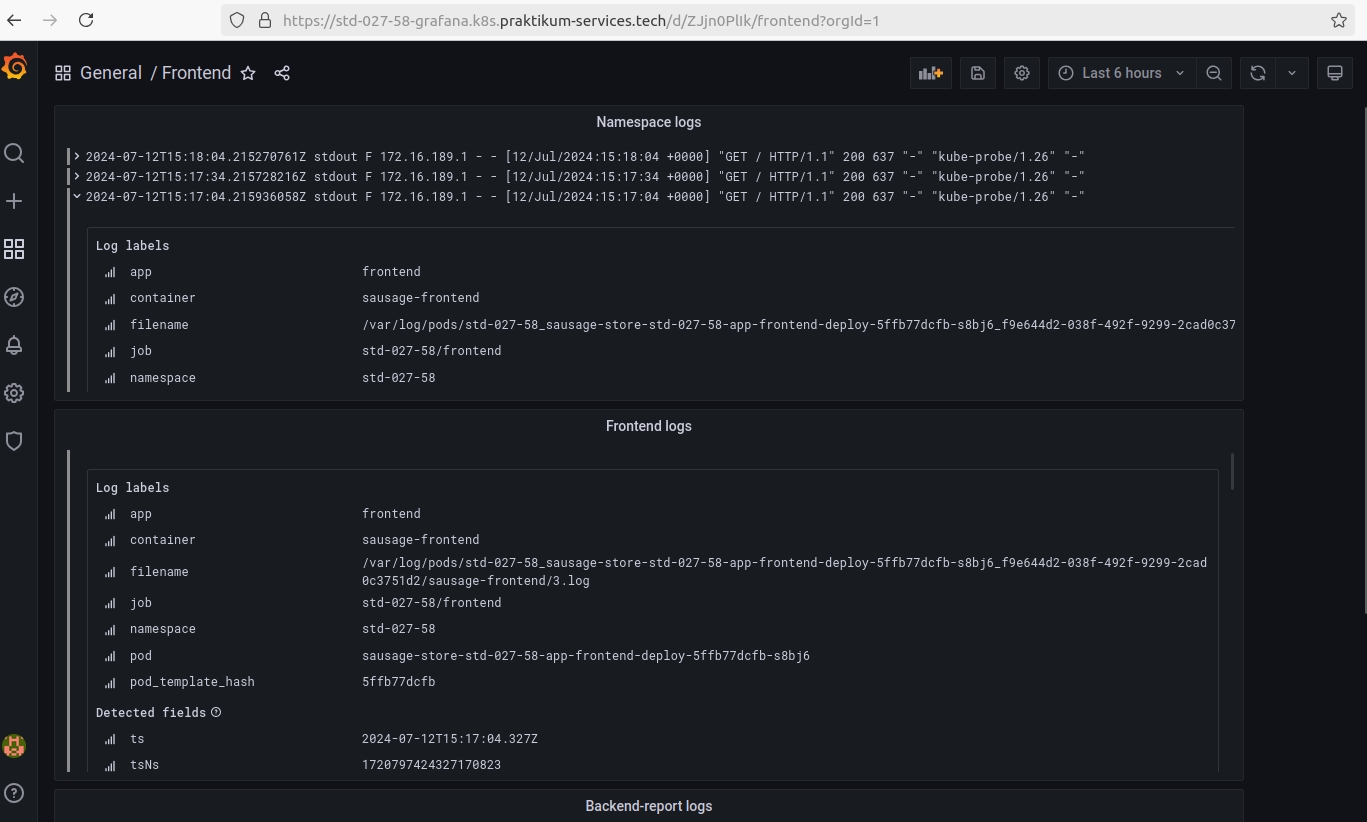 https://std-027-58-grafana.k8s.praktikum-services.tech/d/ZJjn0PlIk/frontend?orgId=1
General / Frontend
Last 6 hours
Namespace logs
2024-07-12T15:18:04.215270761Z stdout F 172.16.189.1 - - [12/Jul/2024:15:18:04 +0000] "GET / HTTP/1.1" 200 637 "-" "kube-probe/1.26" "-"
2024-07-12T15:17:34.215728216Z stdout F 172.16.189.1 - - [12/Jul/2024:15:17:34 +0000] "GET / HTTP/1.1" 200 637 "-" "kube-probe/1.26" "-"
2024-07-12T15:17:04.215936058Z stdout F 172.16.189.1 - - [12/Jul/2024:15:17:04 +0000] "GET / HTTP/1.1" 200 637 "-" "kube-probe/1.26" "-"
Log labels
app frontend
container sausage-frontend
filename /var/log/pods/std-027-58_sausage-store-std-027-58-app-frontend-deploy-5ffb77dcfb-s8bj6_f9e644d2-038f-492f-9299-2cad0c37
job std-027-58/frontend
namespace std-027-58
Frontend logs
Log labels
app frontend
container sausage-frontend
filename /var/log/pods/std-027-58_sausage-store-std-027-58-app-frontend-deploy-5ffb77dcfb-s8bj6_f9e644d2-038f-492f-9299-2cad
0c3751d2/sausage-frontend/3.log
job std-027-58/frontend
namespace std-027-58
pod sausage-store-std-027-58-app-frontend-deploy-5ffb77dcfb-s8bj6
pod_template_hash 5ffb77dcfb
Detected fields
ts 2024-07-12T15:17:04.327Z
tsNs 1720797424327170823
Backend-report logs